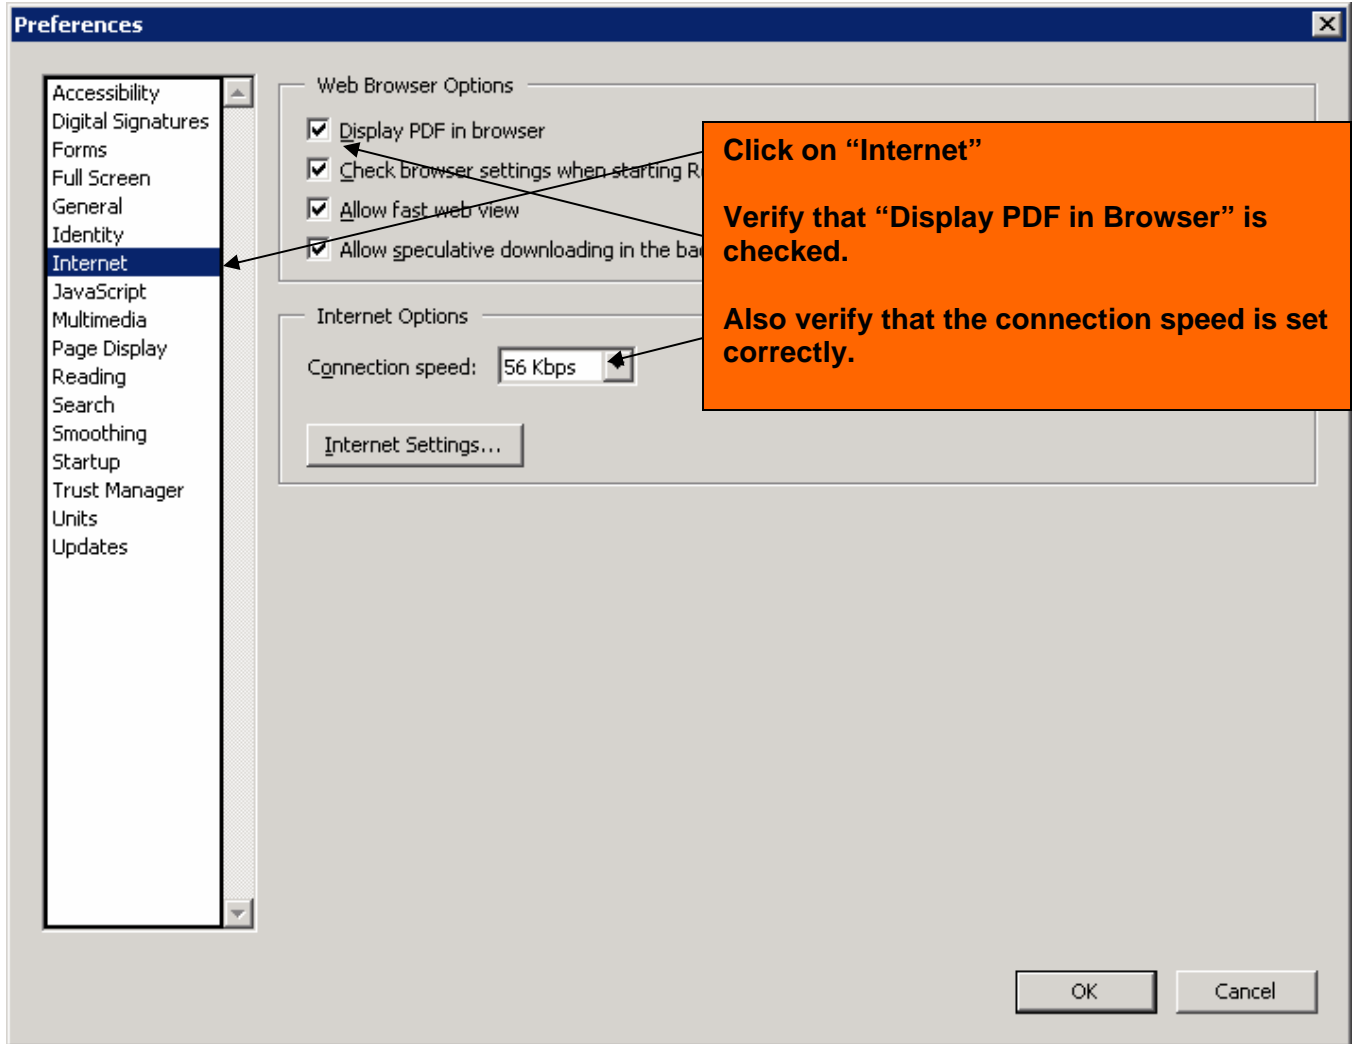 Preferences
Accessibility
Digital Signatures
Forms
Full Screen
General
Identity
Internet
JavaScript
Multimedia
Page Display
Reading
Search
Smoothing
Startup
Trust Manager
Units
Updates
Web Browser Options
Display PDF in browser
Check browser settings when starting
Allow fast web view
Allow speculative downloading in the
Internet Options
Connection speed: 56 Kbps
Internet Settings...
Click on “Internet”
Verify that “Display PDF in Browser” is
checked.
Also verify that the connection speed is set
correctly.
OK Cancel